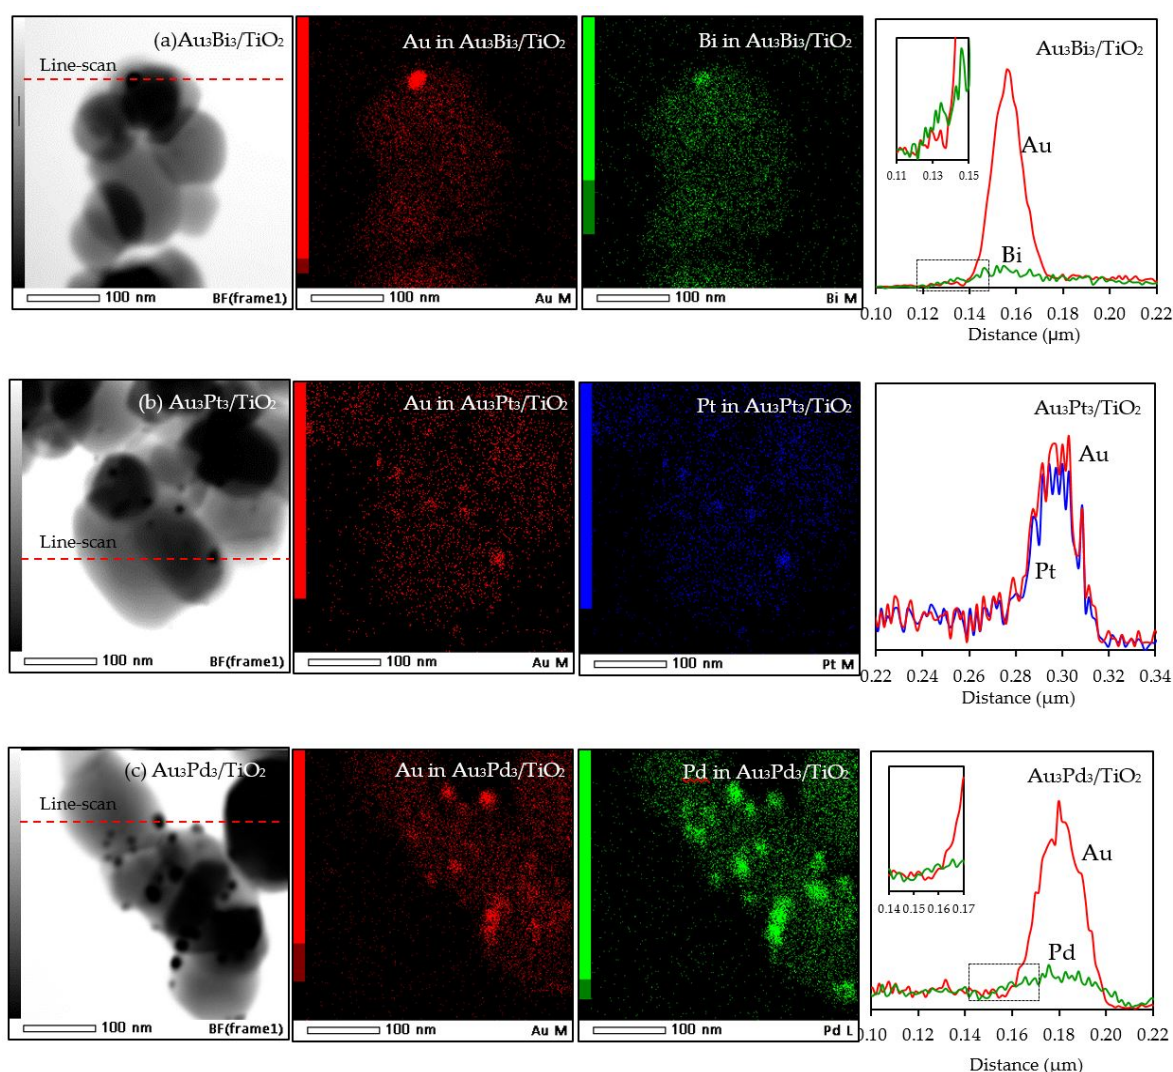 (a)Au₃Bi₃/TiO₂
Line-scan
100 nm
BF(frame1)
Au in Au₃Bi₃/TiO₂
100 nm
Au M
Bi in Au₃Bi₃/TiO₂
100 nm
Bi M
Au₃Bi₃/TiO₂
Au
Bi
0.11 0.13 0.15
0.10 0.12 0.14 0.16 0.18 0.20 0.22
Distance (µm)
(b) Au₃Pt₃/TiO₂
Line-scan
100 nm
BF(frame1)
Au in Au₃Pt₃/TiO₂
100 nm
Au M
Pt in Au₃Pt₃/TiO₂
100 nm
Pt M
Au₃Pt₃/TiO₂
Au
Pt
0.22 0.24 0.26 0.28 0.30 0.32 0.34
Distance (µm)
(c) Au₃Pd₃/TiO₂
Line-scan
100 nm
BF(frame1)
Au in Au₃Pd₃/TiO₂
100 nm
Au M
Pd in Au₃Pd₃/TiO₂
100 nm
Pd L
Au₃Pd₃/TiO₂
Au
Pd
0.14 0.15 0.16 0.17
0.10 0.12 0.14 0.16 0.18 0.20 0.22
Distance (µm)